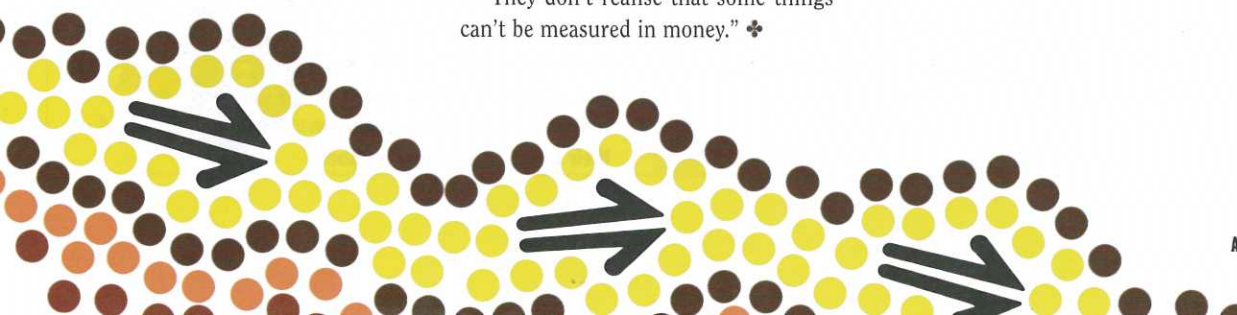 They don't realise that some things
can't be measured in money.” ✤
A